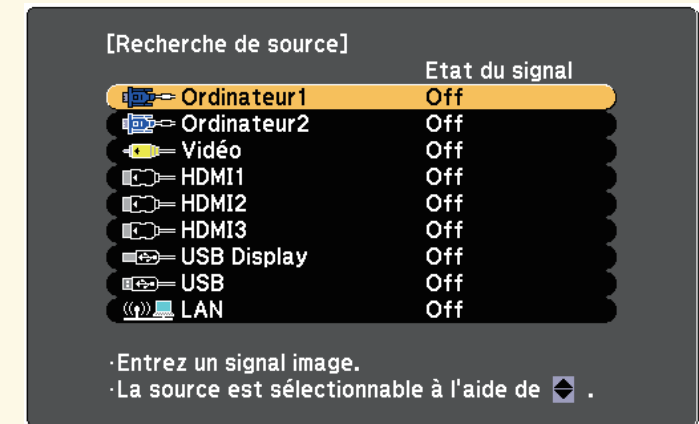 [Recherche de source]
Etat du signal
Ordinateur1 Off
Ordinateur2 Off
Vidéo Off
HDMI1 Off
HDMI2 Off
HDMI3 Off
USB Display Off
USB Off
LAN Off
·Entrez un signal image.
·La source est sélectionnable à l'aide de .